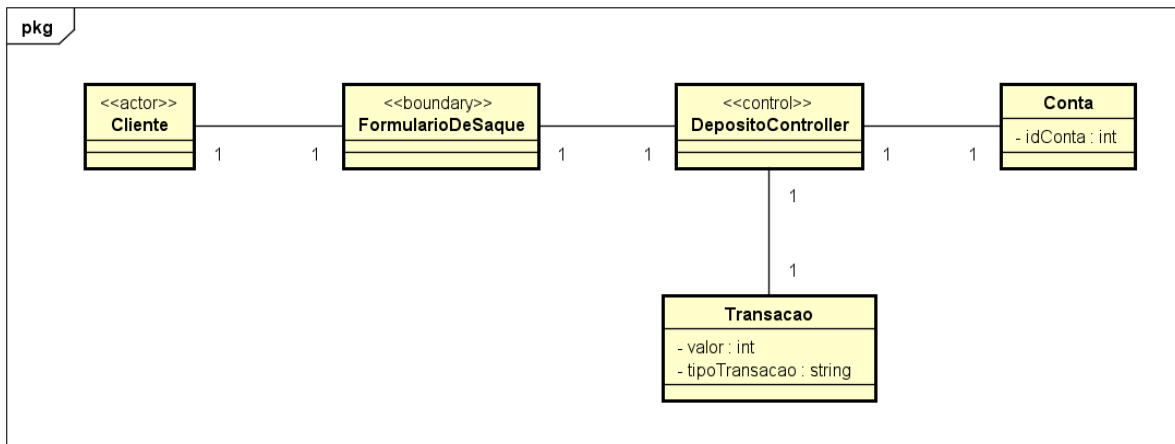 pkg
<<actor>>
Cliente
<<boundary>>
FormularioDeSaque
<<control>>
DepositoController
Conta
- idConta : int
1
1
1
1
1
1
1
1
Transacao
- valor : int
- tipoTransacao : string